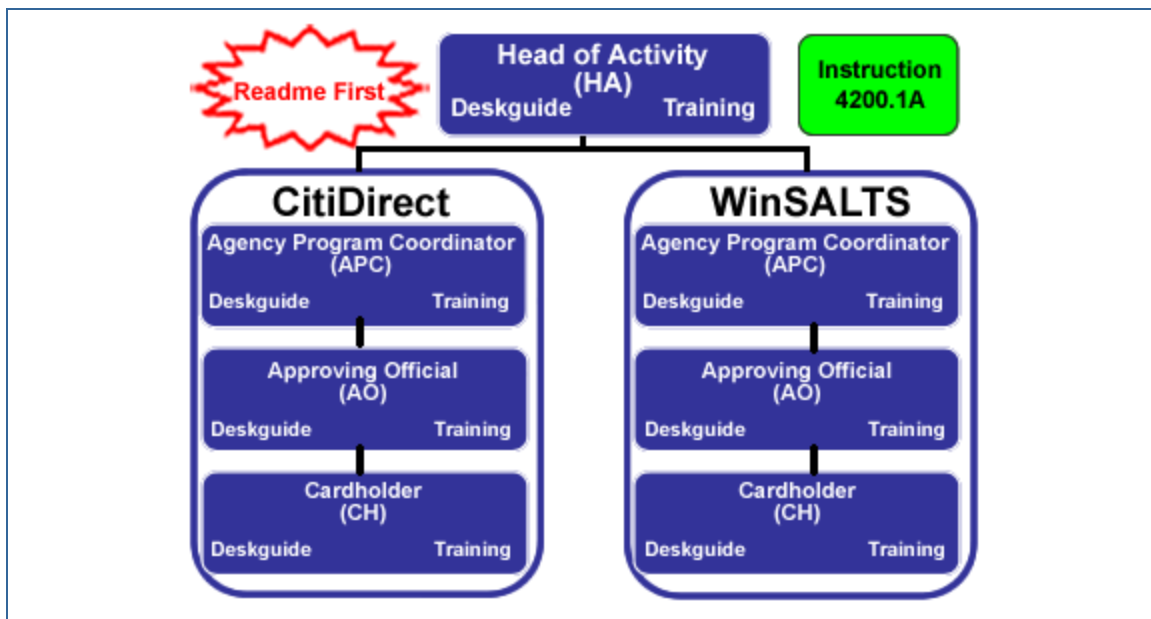 Readme First
Head of Activity
(HA)
Deskguide Training
Instruction
4200.1A
CitiDirect
Agency Program Coordinator
(APC)
Deskguide Training
Approving Official
(AO)
Deskguide Training
Cardholder
(CH)
Deskguide Training
WinSALTS
Agency Program Coordinator
(APC)
Deskguide Training
Approving Official
(AO)
Deskguide Training
Cardholder
(CH)
Deskguide Training